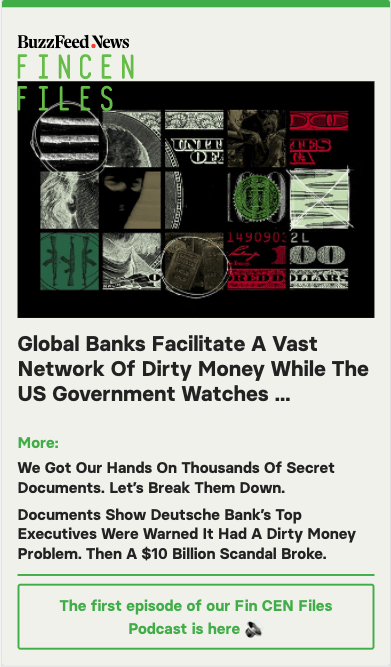 BuzzFeed News
FINCEN
FILES
UNIT
TES
OF
1490903 2L
100
DRED DOLLARS
Global Banks Facilitate A Vast
Network Of Dirty Money While The
US Government Watches ...
More:
We Got Our Hands On Thousands Of Secret
Documents. Let’s Break Them Down.
Documents Show Deutsche Bank’s Top
Executives Were Warned It Had A Dirty Money
Problem. Then A $10 Billion Scandal Broke.
The first episode of our Fin CEN Files
Podcast is here